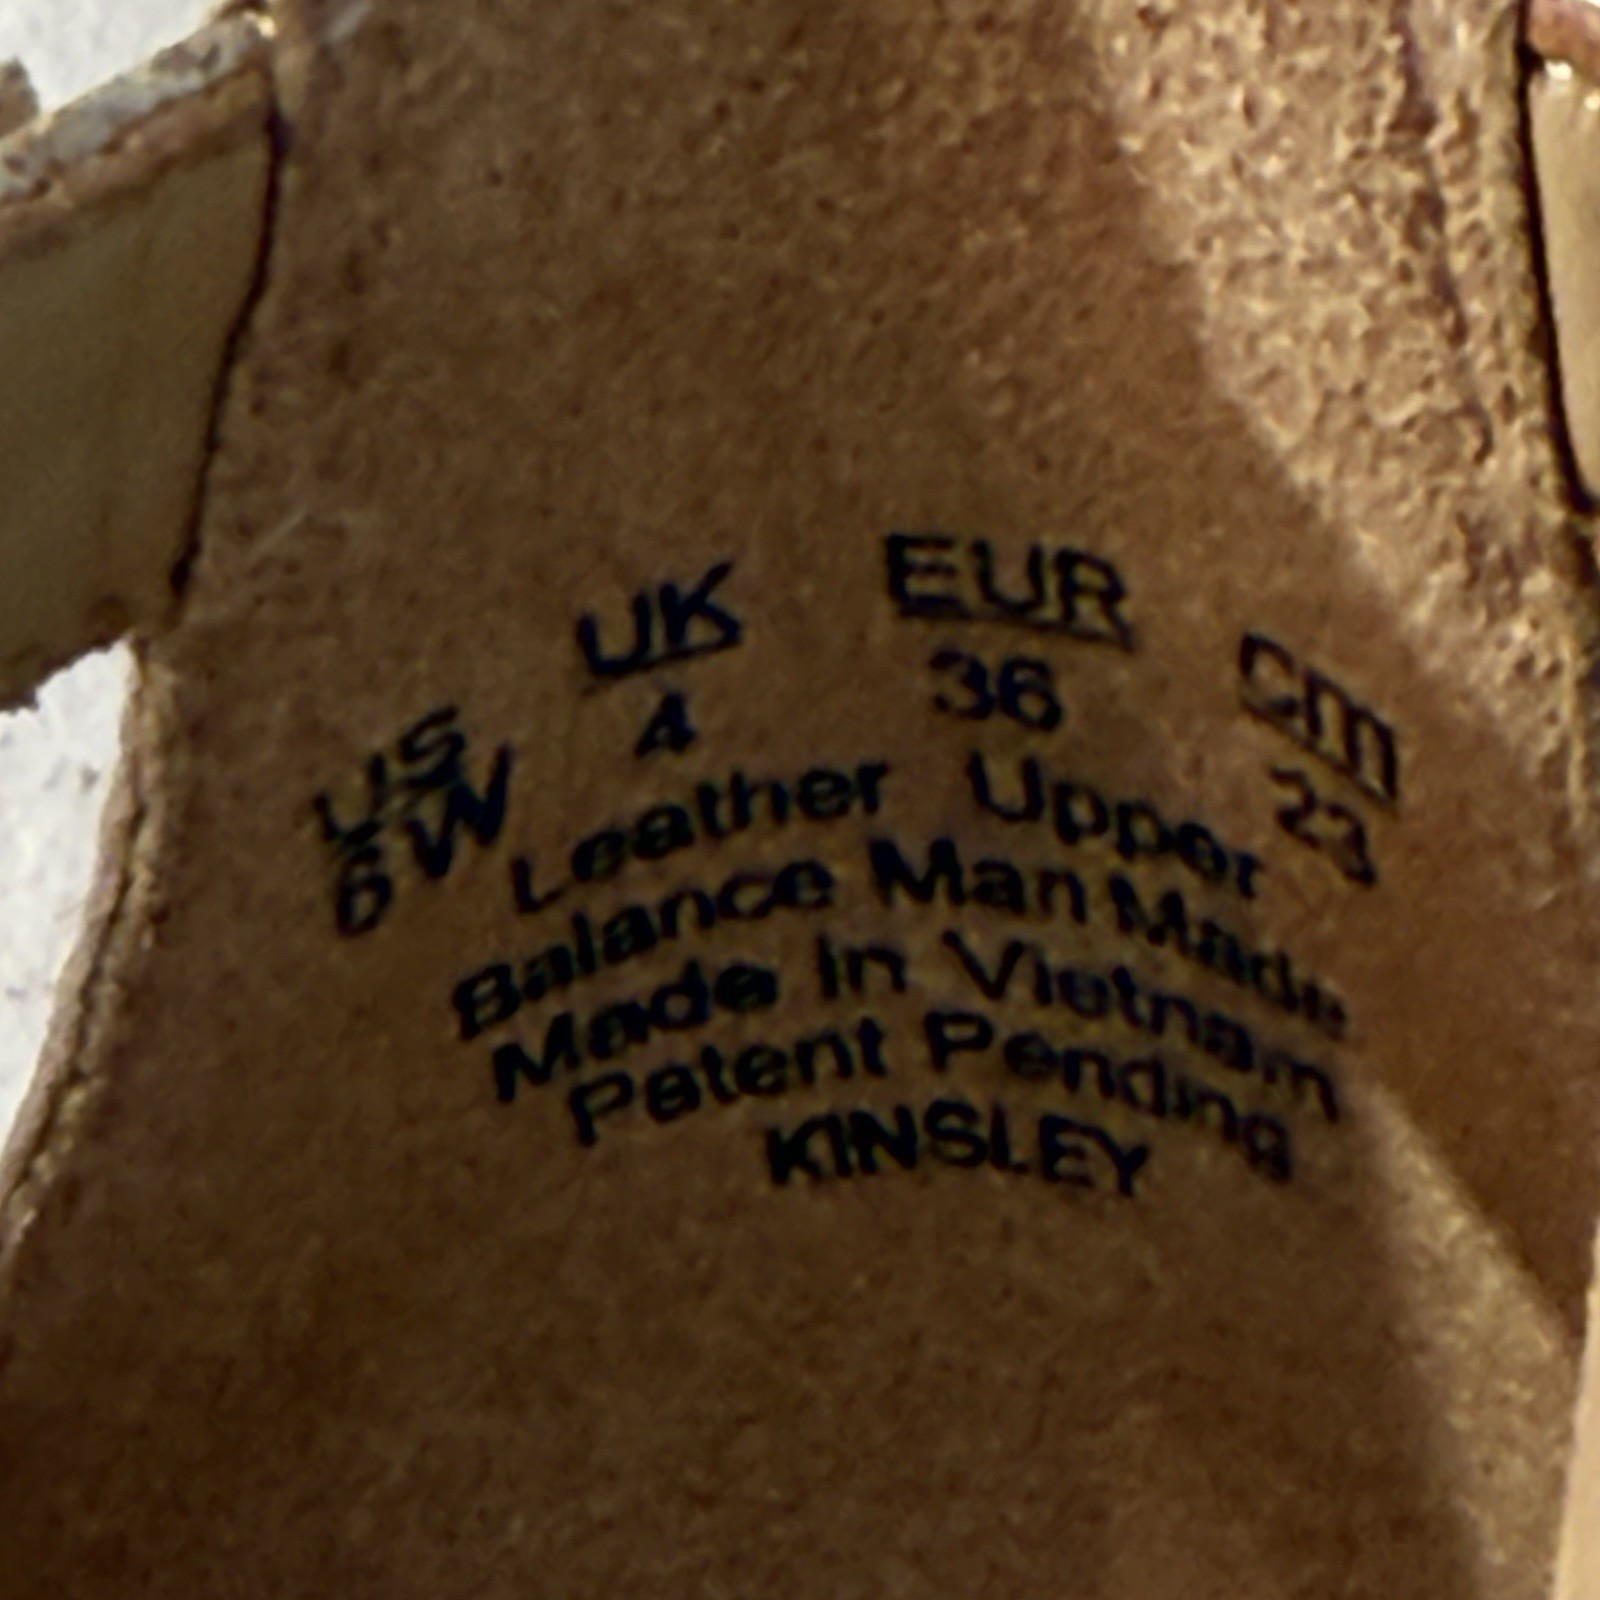 US UK EUR cm
6W 4 36 23
Leather Upper
Balance Man Made
Made In Vietnam
Patent Pending
KINSLEY